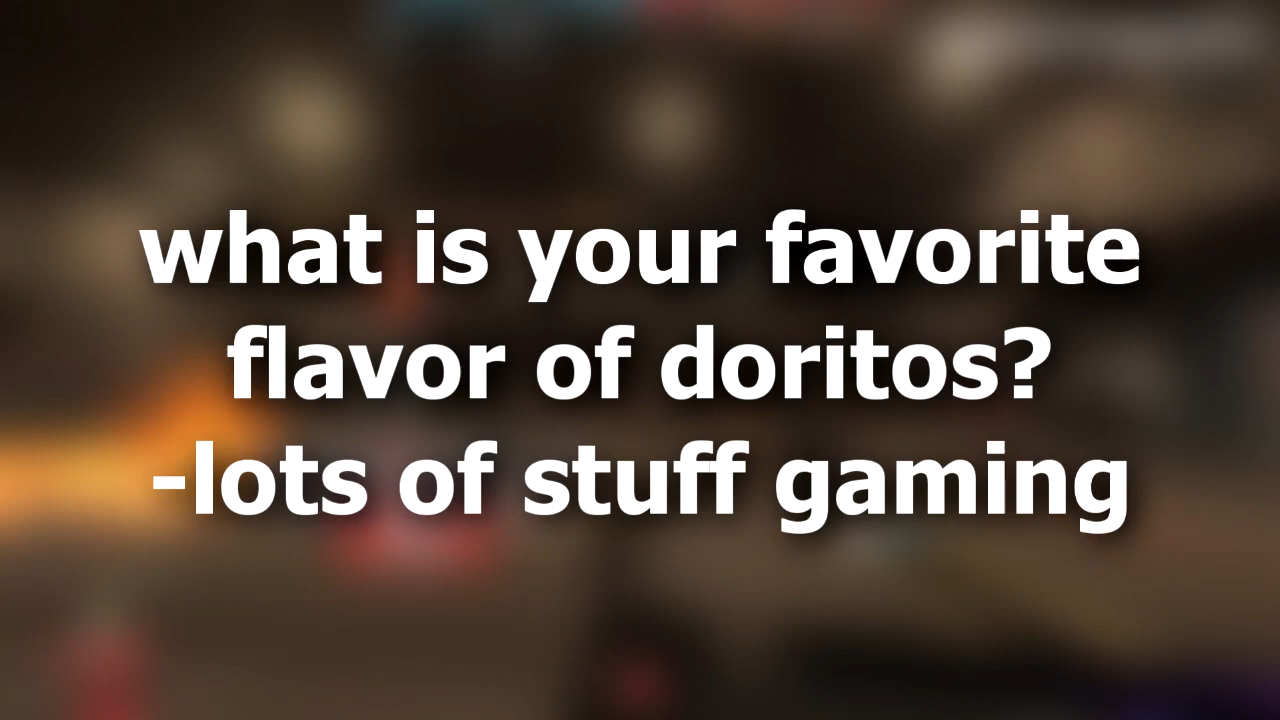 what is your favorite
flavor of doritos?
-lots of stuff gaming